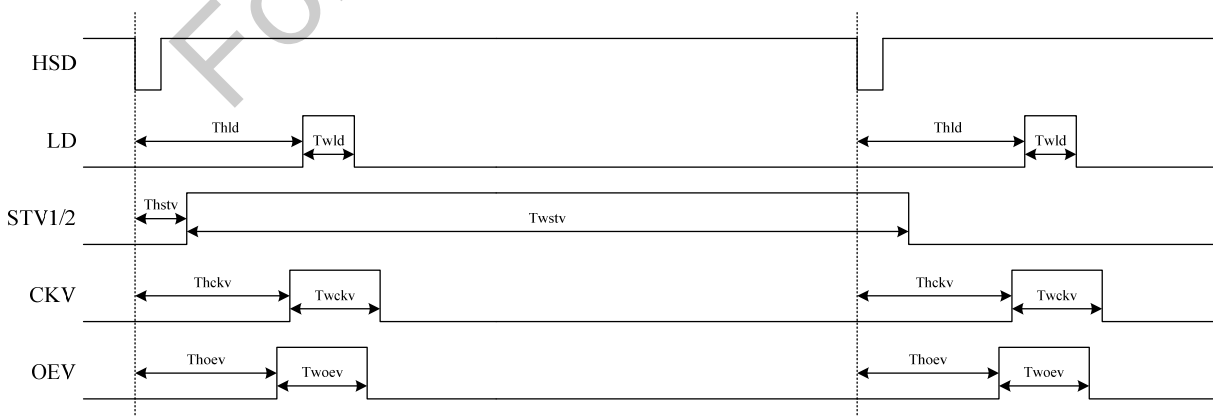 Fo
HSD
LD
Thld
Twld
Thld
Twld
STV1/2
Thstv
Twstv
CKV
Thckv
Twckv
Thckv
Twckv
OEV
Thoev
Twoev
Thoev
Twoev